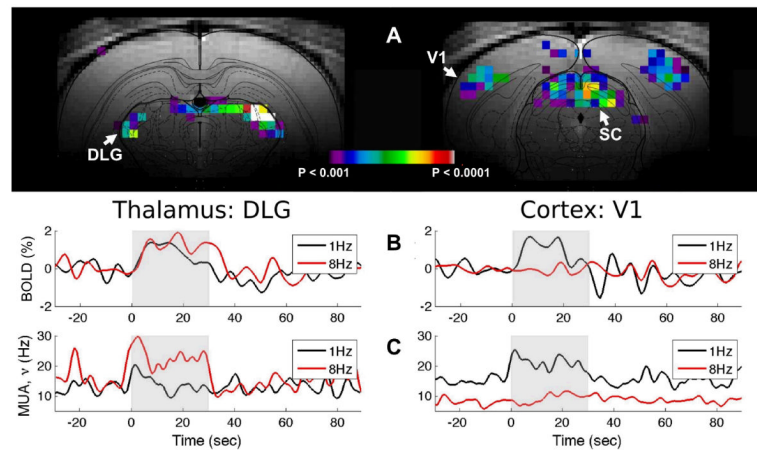 A
V1
DLG
SC
P < 0.001
P < 0.0001
Thalamus: DLG
Cortex: V1
BOLD (%)
2
0
-2
1Hz
8Hz
-20 0 20 40 60 80
B
2
0
-2
1Hz
8Hz
-20 0 20 40 60 80
MUA, ν (Hz)
30
20
10
1Hz
8Hz
-20 0 20 40 60 80
Time (sec)
C
30
20
10
1Hz
8Hz
-20 0 20 40 60 80
Time (sec)